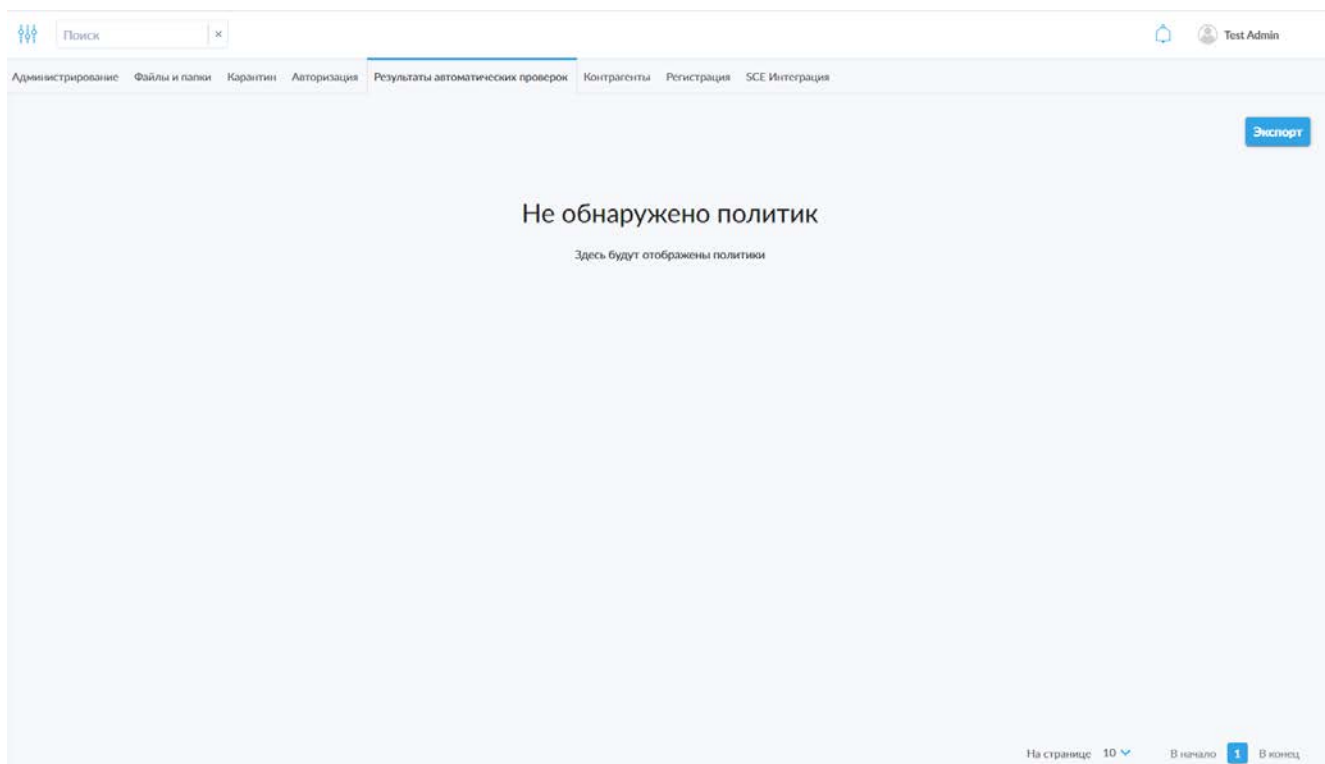 Поиск × Test Admin
Администрирование Файлы и папки Карантин Авторизация Результаты автоматических проверок Контрагенты Регистрация SCE Интеграция
Экспорт
Не обнаружено политик
Здесь будут отображены политики
На странице 10 В начало 1 В конец